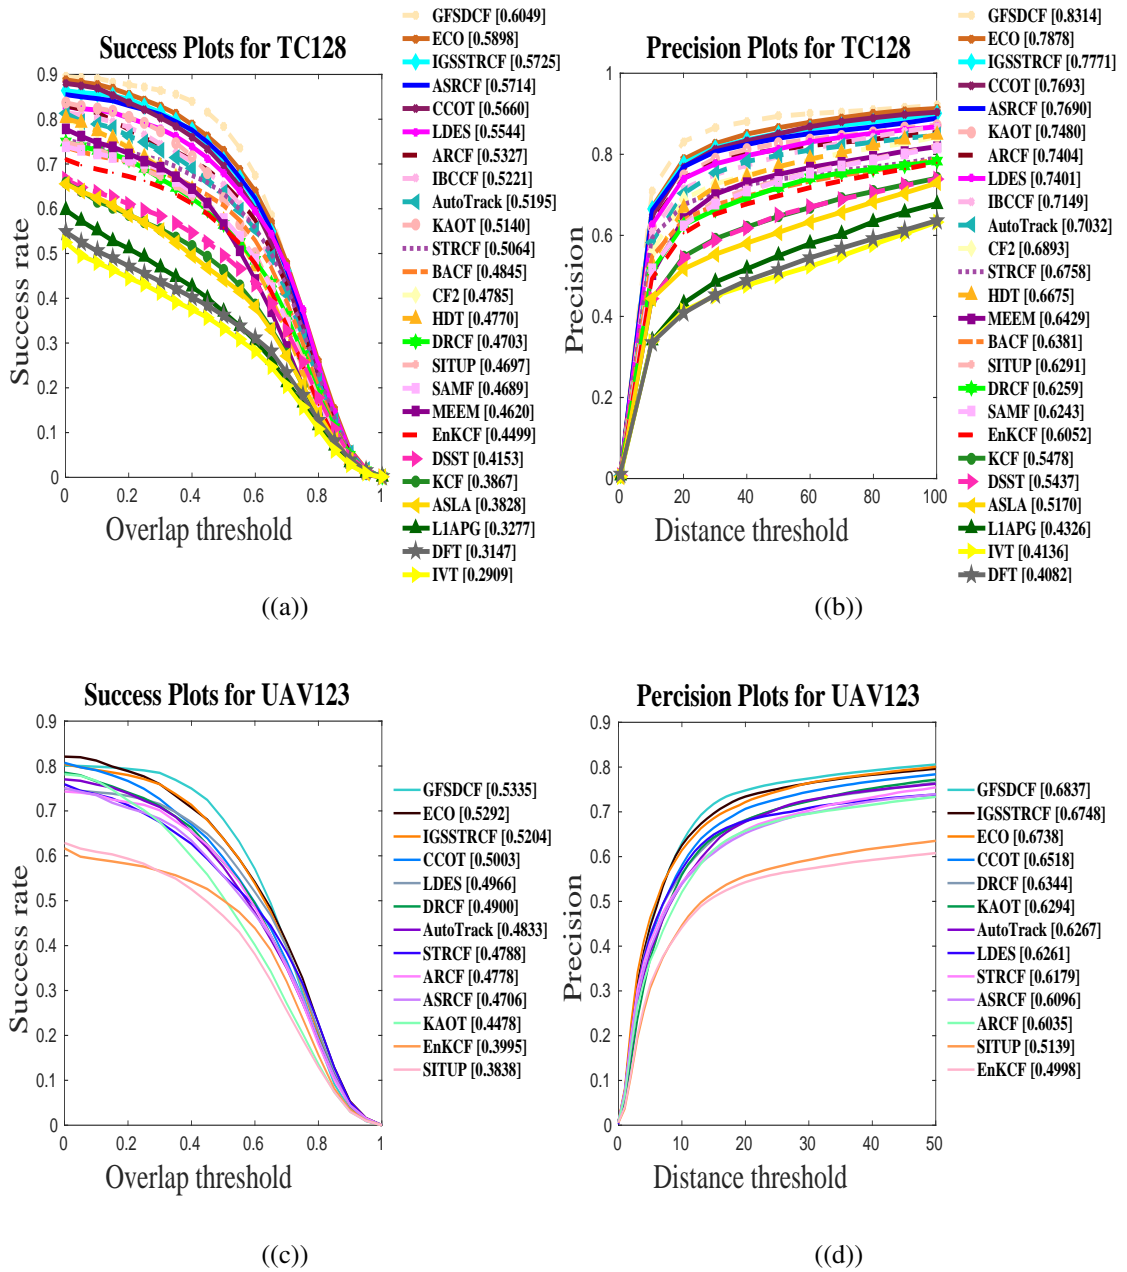 Success Plots for TC128
Success rate
0.9
0.8
0.7
0.6
0.5
0.4
0.3
0.2
0.1
0
0
0.2
0.4
0.6
0.8
1
Overlap threshold
GFSDCF [0.6049]
ECO [0.5898]
IGSSTRCF [0.5725]
ASRCF [0.5714]
CCOT [0.5660]
LDES [0.5544]
ARCF [0.5327]
IBCCF [0.5221]
AutoTrack [0.5195]
KAOT [0.5140]
STRCF [0.5064]
BACF [0.4845]
CF2 [0.4785]
HDT [0.4770]
DRCF [0.4703]
SITUP [0.4697]
SAMF [0.4689]
MEEM [0.4620]
EnKCF [0.4499]
DSST [0.4153]
KCF [0.3867]
ASLA [0.3828]
L1APG [0.3277]
DFT [0.3147]
IVT [0.2909]
((a))
Precision Plots for TC128
Precision
1
0.8
0.6
0.4
0.2
0
0
20
40
60
80
100
Distance threshold
GFSDCF [0.8314]
ECO [0.7878]
IGSSTRCF [0.7771]
CCOT [0.7693]
ASRCF [0.7690]
KAOT [0.7480]
ARCF [0.7404]
LDES [0.7401]
IBCCF [0.7149]
AutoTrack [0.7032]
CF2 [0.6893]
STRCF [0.6758]
HDT [0.6675]
MEEM [0.6429]
BACF [0.6381]
SITUP [0.6291]
DRCF [0.6259]
SAMF [0.6243]
EnKCF [0.6052]
KCF [0.5478]
DSST [0.5437]
ASLA [0.5170]
L1APG [0.4326]
IVT [0.4136]
DFT [0.4082]
((b))
Success Plots for UAV123
Success rate
0.9
0.8
0.7
0.6
0.5
0.4
0.3
0.2
0.1
0
0
0.2
0.4
0.6
0.8
1
Overlap threshold
GFSDCF [0.5335]
ECO [0.5292]
IGSSTRCF [0.5204]
CCOT [0.5003]
LDES [0.4966]
DRCF [0.4900]
AutoTrack [0.4833]
STRCF [0.4788]
ARCF [0.4778]
ASRCF [0.4706]
KAOT [0.4478]
EnKCF [0.3995]
SITUP [0.3838]
((c))
Percision Plots for UAV123
Precision
0.9
0.8
0.7
0.6
0.5
0.4
0.3
0.2
0.1
0
0
10
20
30
40
50
Distance threshold
GFSDCF [0.6837]
IGSSTRCF [0.6748]
ECO [0.6738]
CCOT [0.6518]
DRCF [0.6344]
KAOT [0.6294]
AutoTrack [0.6267]
LDES [0.6261]
STRCF [0.6179]
ASRCF [0.6096]
ARCF [0.6035]
SITUP [0.5139]
EnKCF [0.4998]
((d))